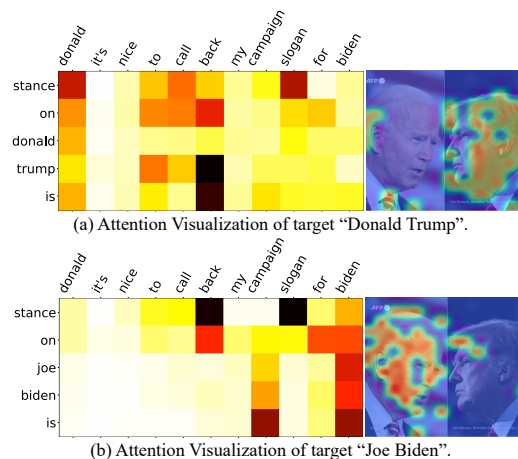 donald it's nice to call back my campaign slogan for biden
stance
on
donald
trump
is
AFP
(a) Attention Visualization of target “Donald Trump”.
donald it's nice to call back my campaign slogan for biden
stance
on
joe
biden
is
AFP
(b) Attention Visualization of target “Joe Biden”.